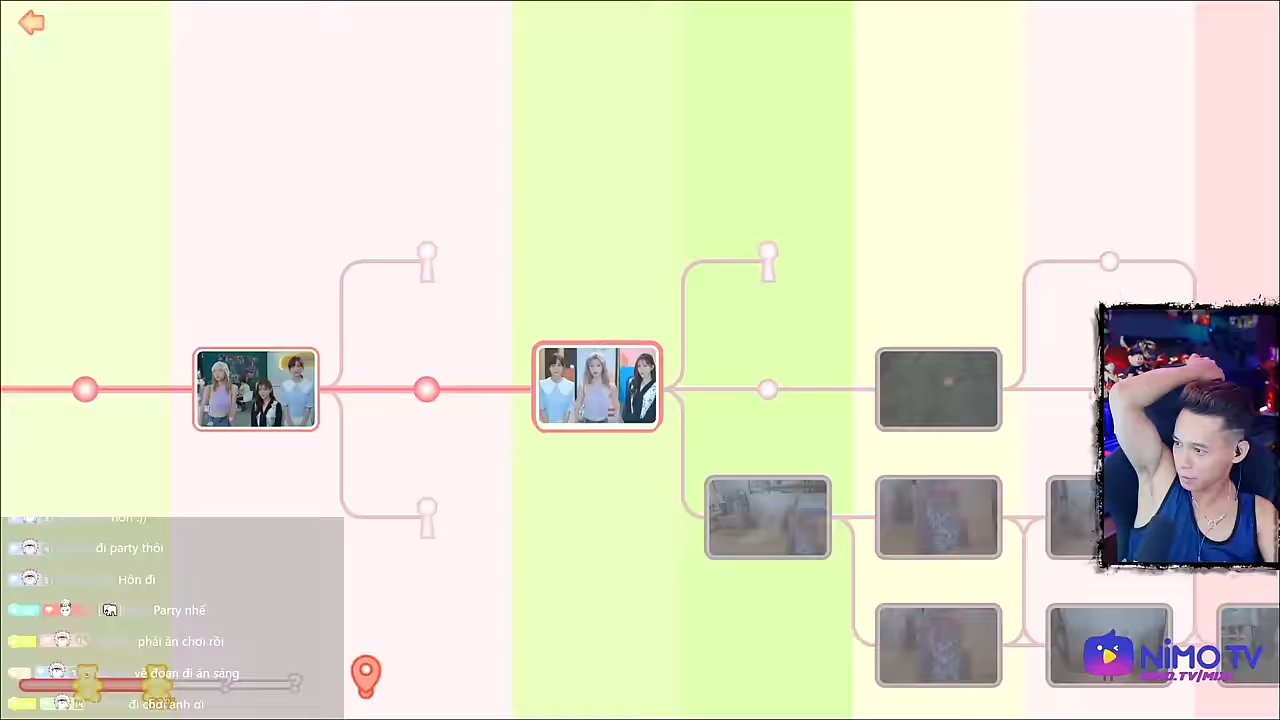 hôn :))
đi party thôi
Hôn đi
Party nhể
phải ăn chơi rồi
về đoạn đi ăn sáng
đi chơi anh ơi
NIMO TV